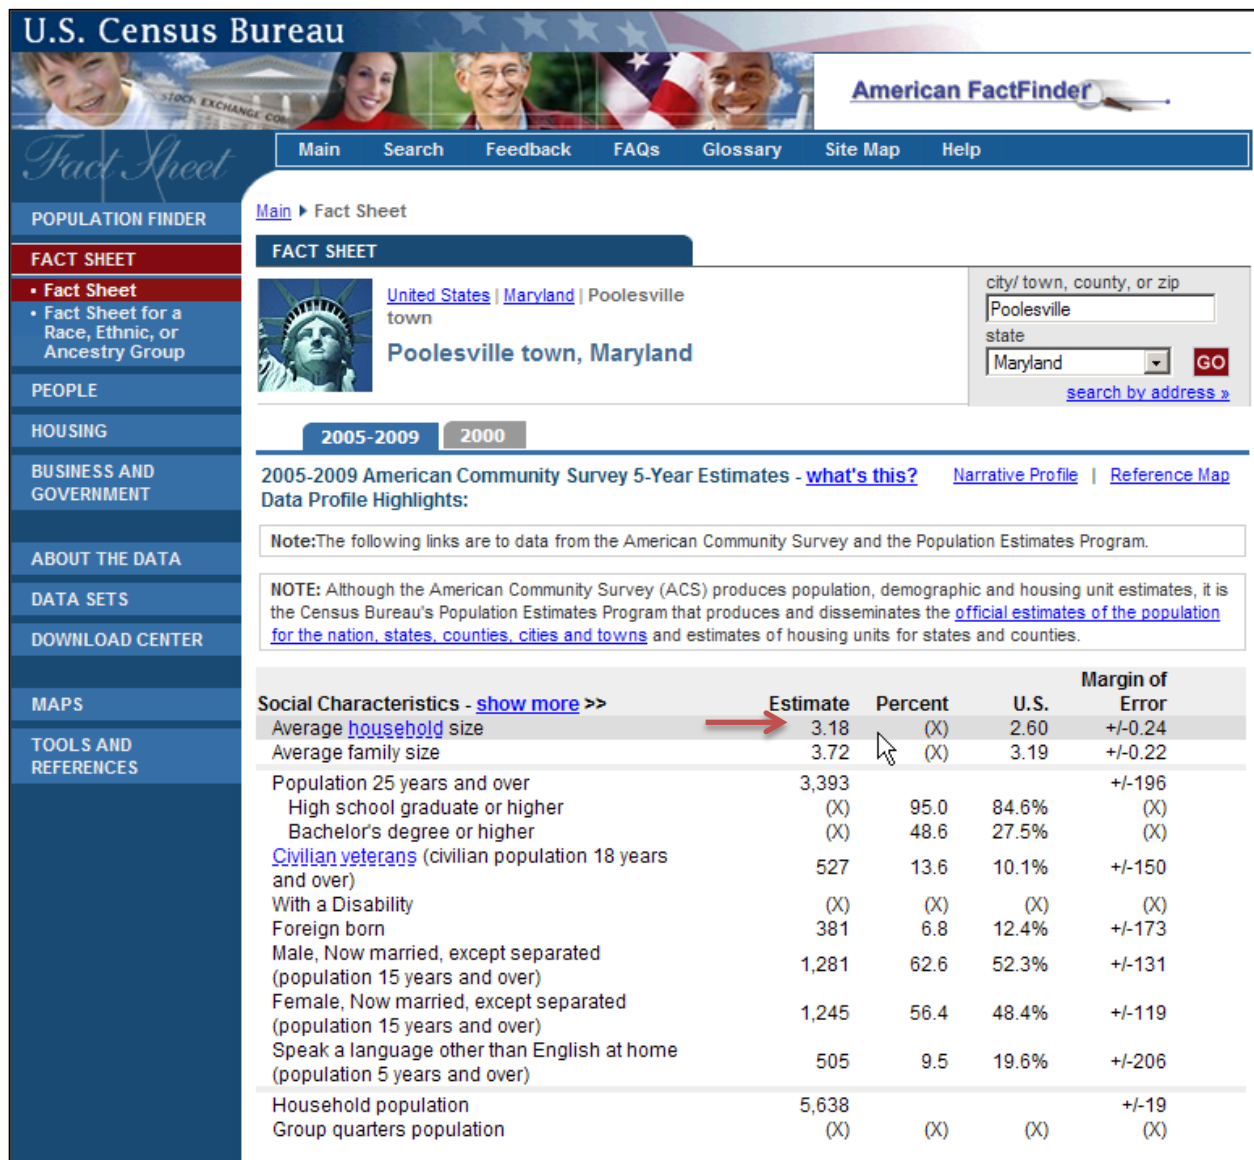 U.S. Census Bureau
STOCK EXCHANGE
American FactFinder
Fact Sheet
Main Search Feedback FAQs Glossary Site Map Help
POPULATION FINDER
FACT SHEET
• Fact Sheet
• Fact Sheet for a
Race, Ethnic, or
Ancestry Group
PEOPLE
HOUSING
BUSINESS AND
GOVERNMENT
ABOUT THE DATA
DATA SETS
DOWNLOAD CENTER
MAPS
TOOLS AND
REFERENCES
Main ▸ Fact Sheet
FACT SHEET
United States | Maryland | Poolesville
town
Poolesville town, Maryland
city/ town, county, or zip
Poolesville
state
Maryland GO
search by address »
2005-2009 2000
2005-2009 American Community Survey 5-Year Estimates - what's this? Narrative Profile | Reference Map
Data Profile Highlights:
Note:The following links are to data from the American Community Survey and the Population Estimates Program.
NOTE: Although the American Community Survey (ACS) produces population, demographic and housing unit estimates, it is
the Census Bureau's Population Estimates Program that produces and disseminates the official estimates of the population
for the nation, states, counties, cities and towns and estimates of housing units for states and counties.
Social Characteristics - show more >> Estimate Percent U.S. Margin of Error
Average household size 3.18 (X) 2.60 +/-0.24
Average family size 3.72 (X) 3.19 +/-0.22
Population 25 years and over 3,393 +/-196
High school graduate or higher (X) 95.0 84.6% (X)
Bachelor's degree or higher (X) 48.6 27.5% (X)
Civilian veterans (civilian population 18 years
and over) 527 13.6 10.1% +/-150
With a Disability (X) (X) (X) (X)
Foreign born 381 6.8 12.4% +/-173
Male, Now married, except separated
(population 15 years and over) 1,281 62.6 52.3% +/-131
Female, Now married, except separated
(population 15 years and over) 1,245 56.4 48.4% +/-119
Speak a language other than English at home
(population 5 years and over) 505 9.5 19.6% +/-206
Household population 5,638 +/-19
Group quarters population (X) (X) (X) (X)